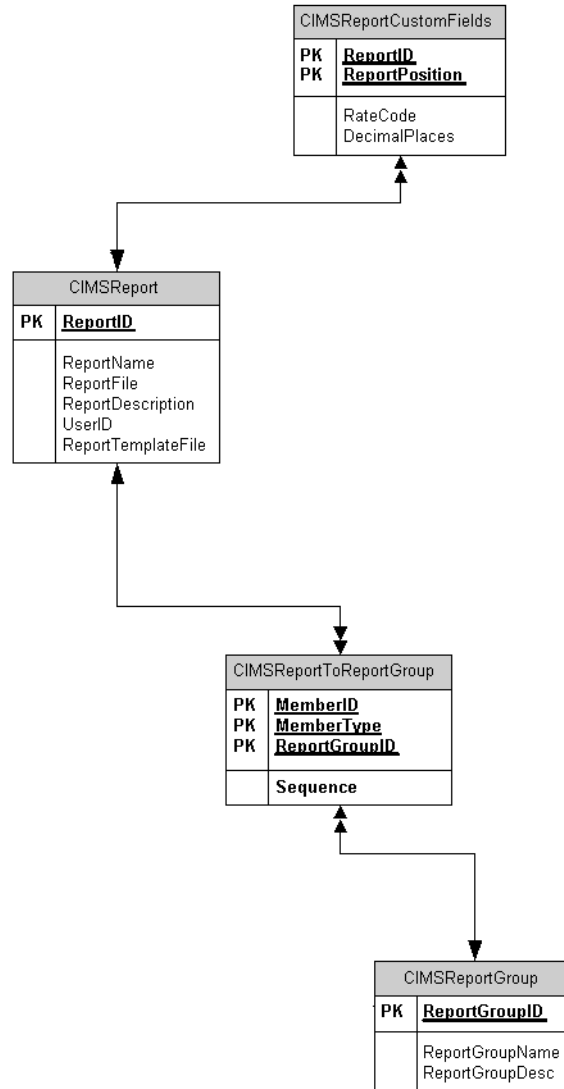 CIMSReportCustomFields
PK ReportID
PK ReportPosition
RateCode
DecimalPlaces
CIMSReport
PK ReportID
ReportName
ReportFile
ReportDescription
UserID
ReportTemplateFile
CIMSReportToReportGroup
PK MemberID
PK MemberType
PK ReportGroupID
Sequence
CIMSReportGroup
PK ReportGroupID
ReportGroupName
ReportGroupDesc